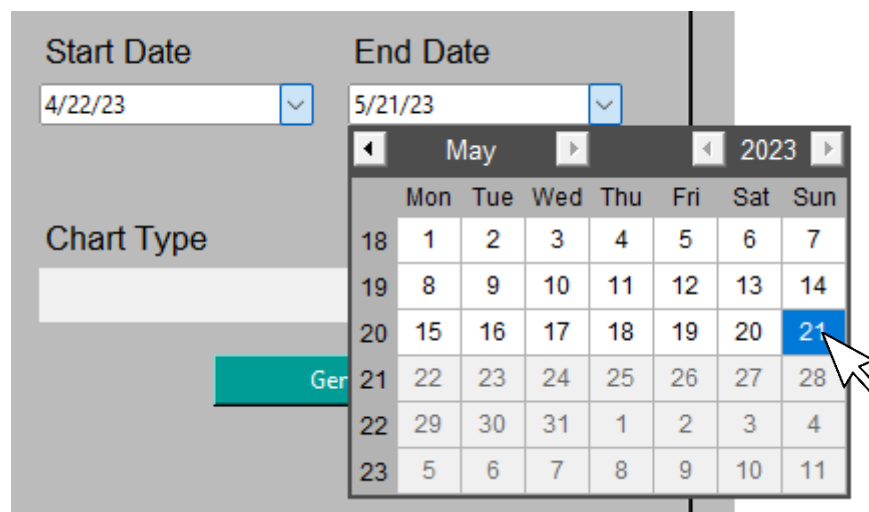 Start Date End Date
4/22/23 5/21/23
May 2023
Mon Tue Wed Thu Fri Sat Sun
Chart Type
18 1 2 3 4 5 6 7
19 8 9 10 11 12 13 14
20 15 16 17 18 19 20 21
Ger 21 22 23 24 25 26 27 28
22 29 30 31 1 2 3 4
23 5 6 7 8 9 10 11